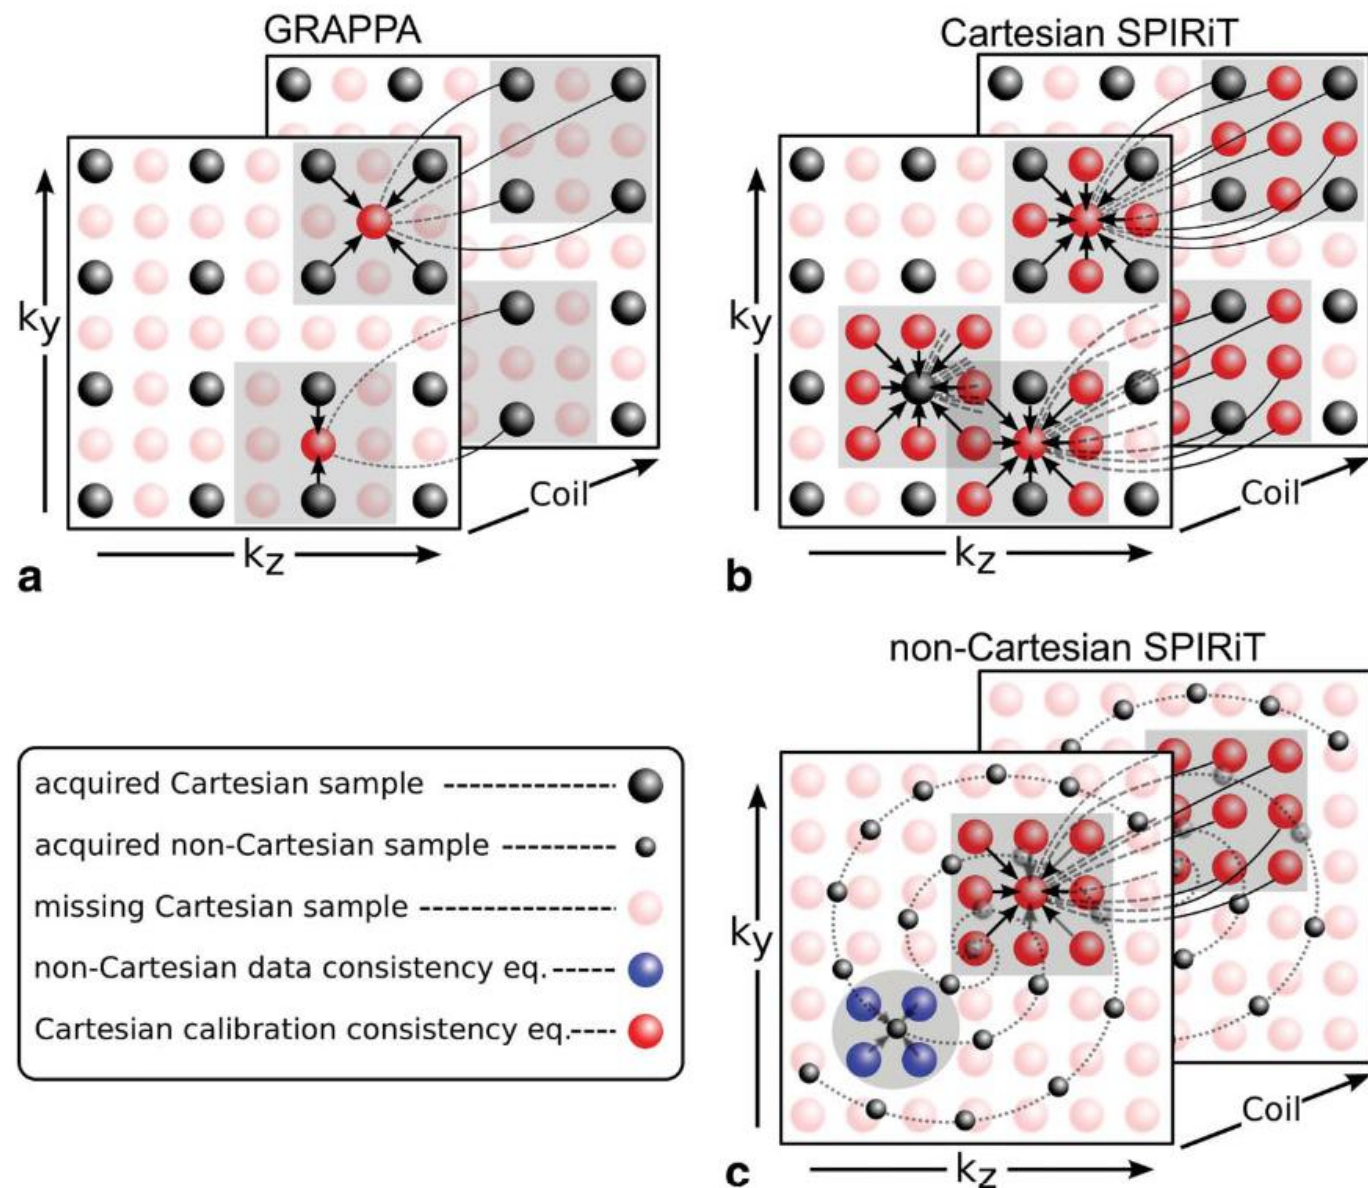 GRAPPA
Cartesian SPIRiT
ky
ky
Coil
Coil
kz
kz
a
b
non-Cartesian SPIRiT
acquired Cartesian sample
acquired non-Cartesian sample
missing Cartesian sample
non-Cartesian data consistency eq.
Cartesian calibration consistency eq.
ky
Coil
kz
c